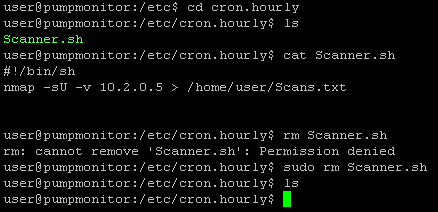 user@pumpmonitor:/etc$ cd cron.hourly
user@pumpmonitor:/etc/cron.hourly$ ls
Scanner.sh
user@pumpmonitor:/etc/cron.hourly$ cat Scanner.sh
#!/bin/sh
nmap -sU -v 10.2.0.5 > /home/user/Scans.txt
user@pumpmonitor:/etc/cron.hourly$ rm Scanner.sh
rm: cannot remove 'Scanner.sh': Permission denied
user@pumpmonitor:/etc/cron.hourly$ sudo rm Scanner.sh
user@pumpmonitor:/etc/cron.hourly$ ls
user@pumpmonitor:/etc/cron.hourly$